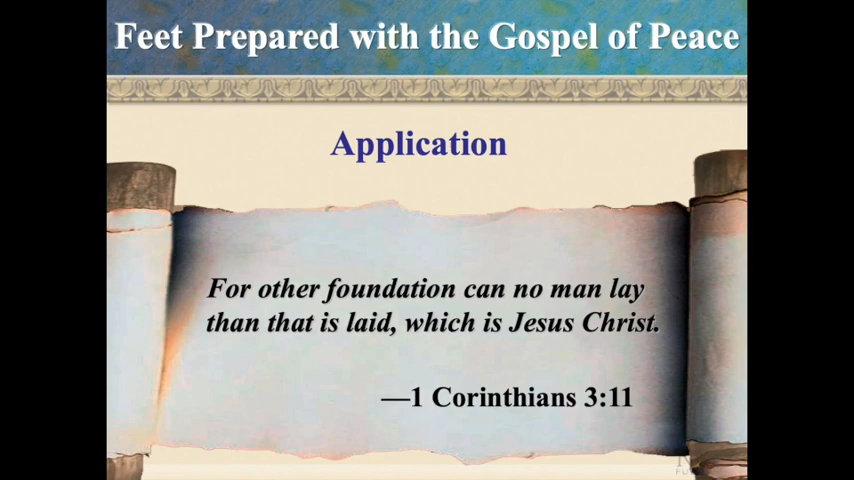 Feet Prepared with the Gospel of Peace
Application
For other foundation can no man lay
than that is laid, which is Jesus Christ.
—1 Corinthians 3:11